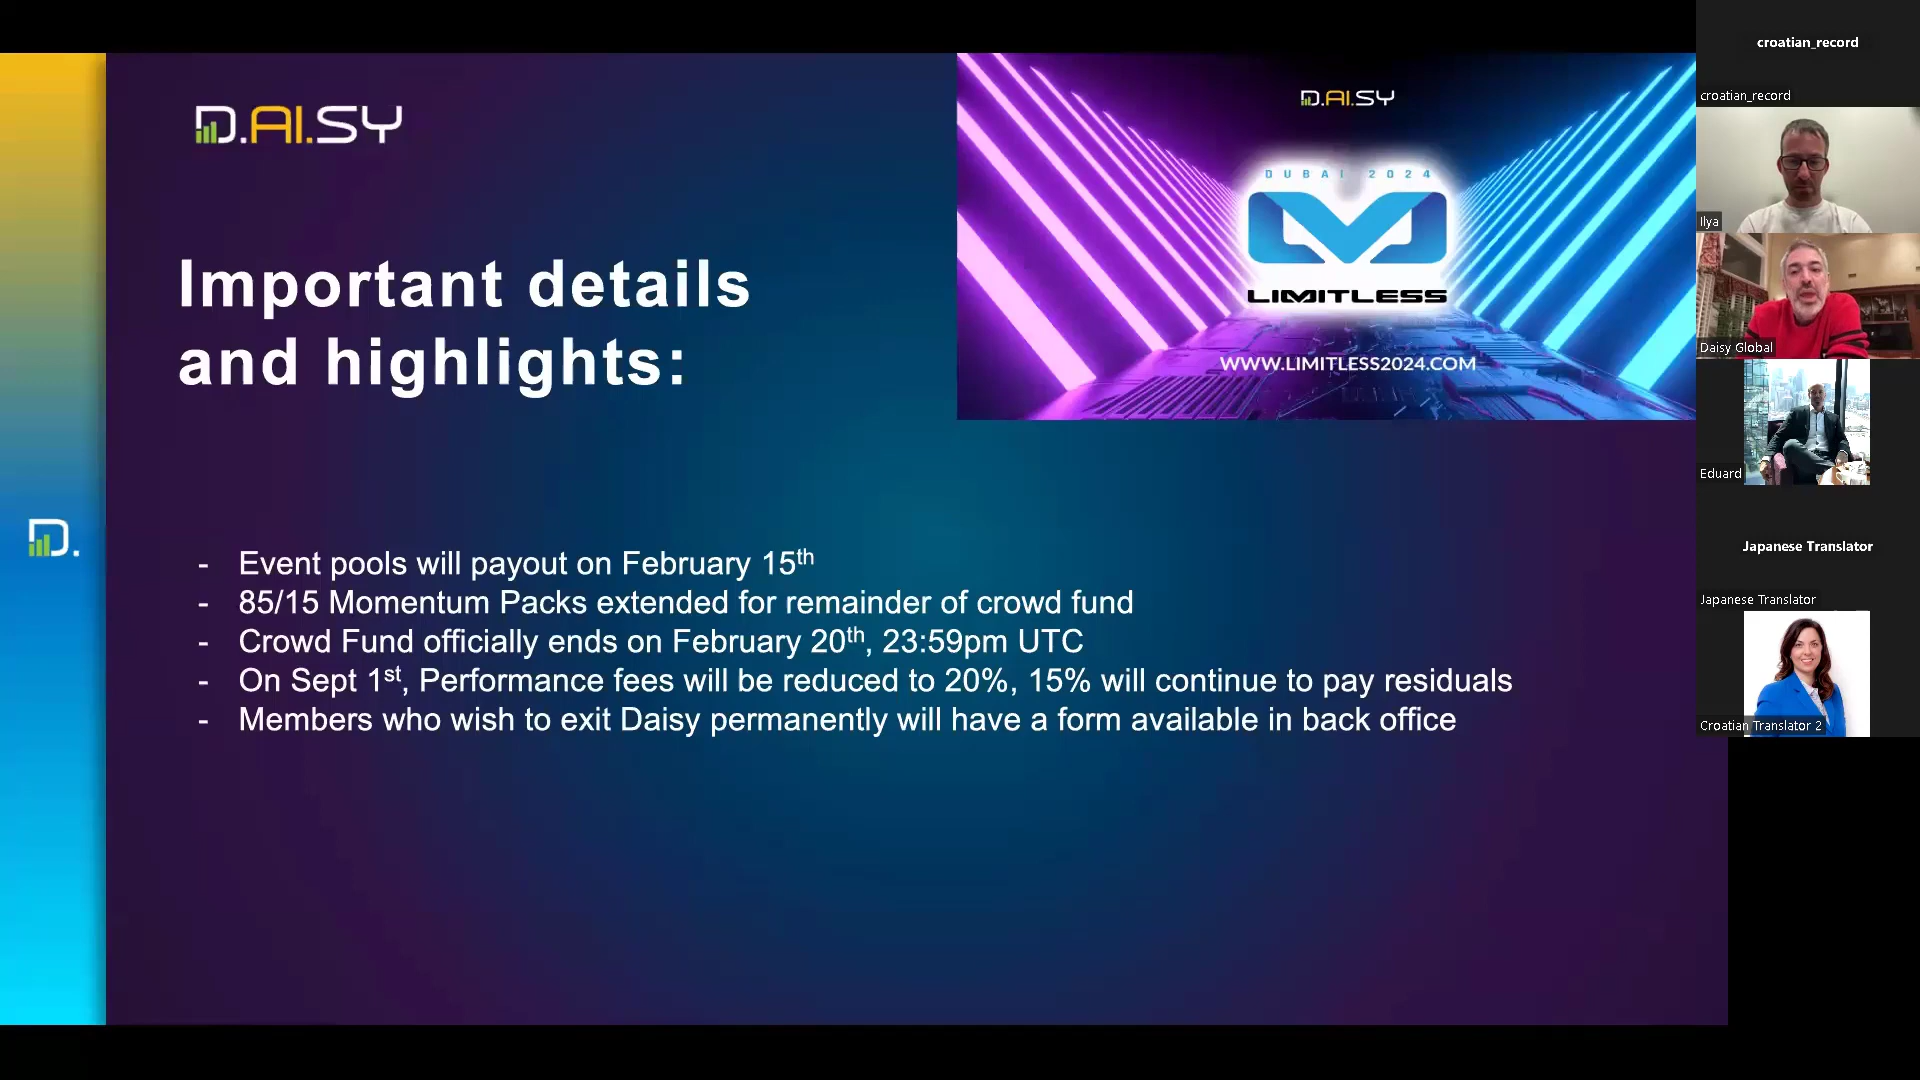 D.AI.SY
Important details
and highlights:
D.AI.SY
DUBAI 2024
LIMITLESS
WWW.LIMITLESS2024.COM
D.
- Event pools will payout on February 15th
- 85/15 Momentum Packs extended for remainder of crowd fund
- Crowd Fund officially ends on February 20th, 23:59pm UTC
- On Sept 1st, Performance fees will be reduced to 20%, 15% will continue to pay residuals
- Members who wish to exit Daisy permanently will have a form available in back office
croatian_record
croatian_record
Ilya
Daisy Global
Eduard
Japanese Translator
Japanese Translator
Croatian Translator 2